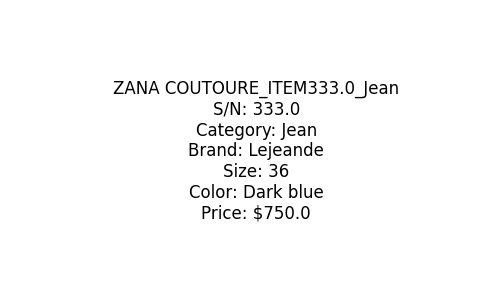 ZANA COUTOURE_ITEM333.0_Jean
S/N: 333.0
Category: Jean
Brand: Lejeande
Size: 36
Color: Dark blue
Price: $750.0